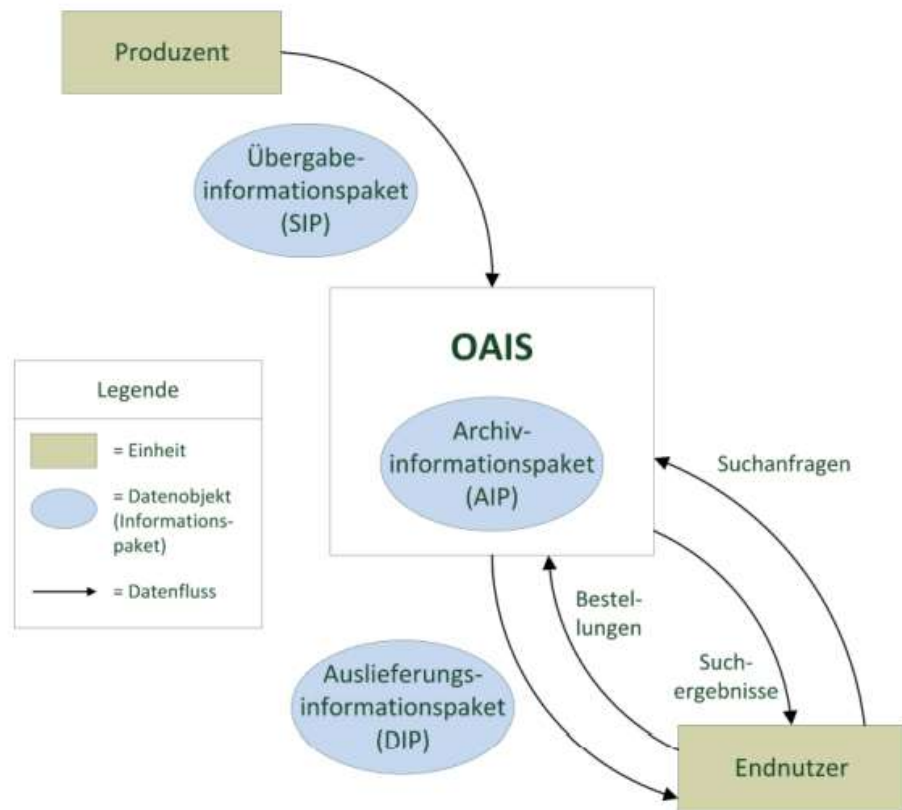 Produzent
Übergabe-
informationspaket
(SIP)
OAIS
Archiv-
informationspaket
(AIP)
Legende
= Einheit
= Datenobjekt
(Informations-
paket)
= Datenfluss
Suchanfragen
Bestel-
lungen
Such-
ergebnisse
Auslieferungs-
informationspaket
(DIP)
Endnutzer